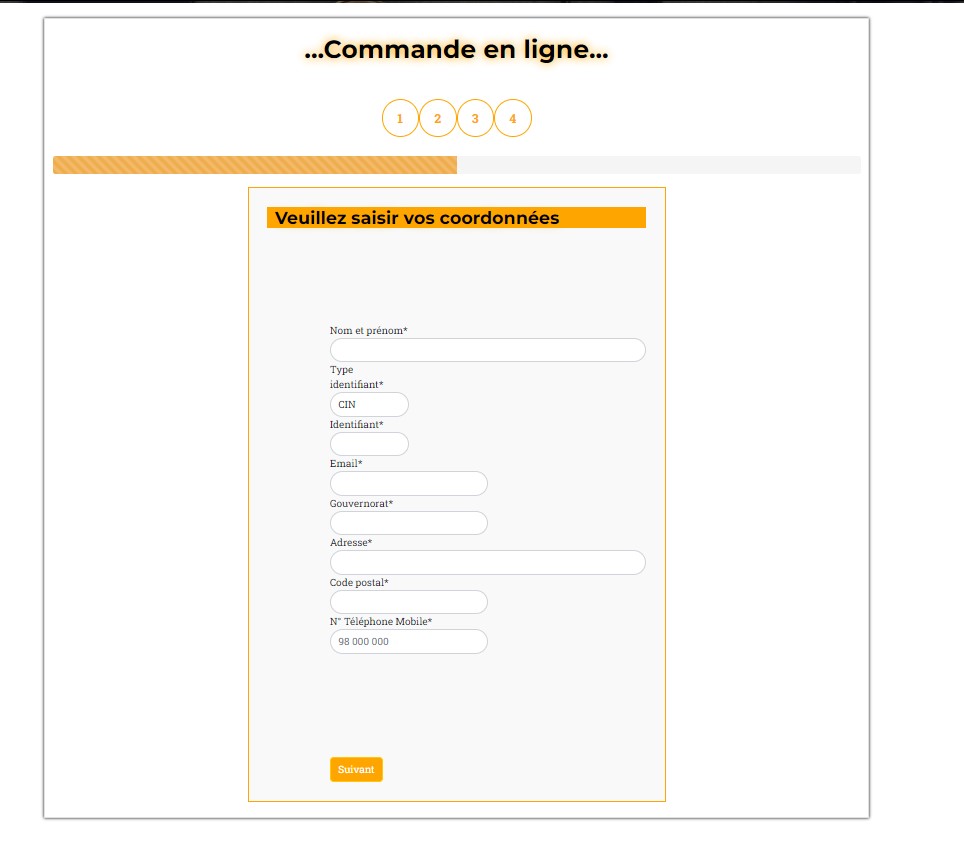 ...Commande en ligne...
1 2 3 4
Veuillez saisir vos coordonnées
Nom et prénom*
Type
identifiant*
CIN
Identifiant*
Email*
Gouvernorat*
Adresse*
Code postal*
N° Téléphone Mobile*
98 000 000
Suivant